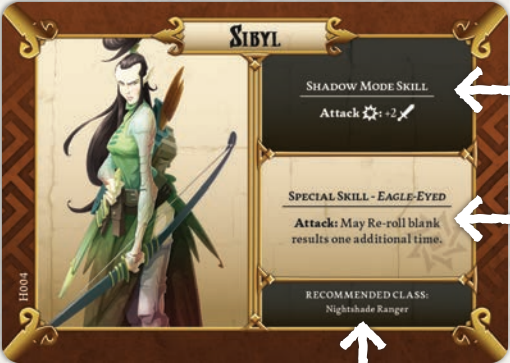 Sibyl
Shadow Mode Skill
Attack : +2
Special Skill - Eagle-Eyed
Attack: May Re-roll blank
results one additional time.
RECOMMENDED CLASS:
Nightshade Ranger
H004